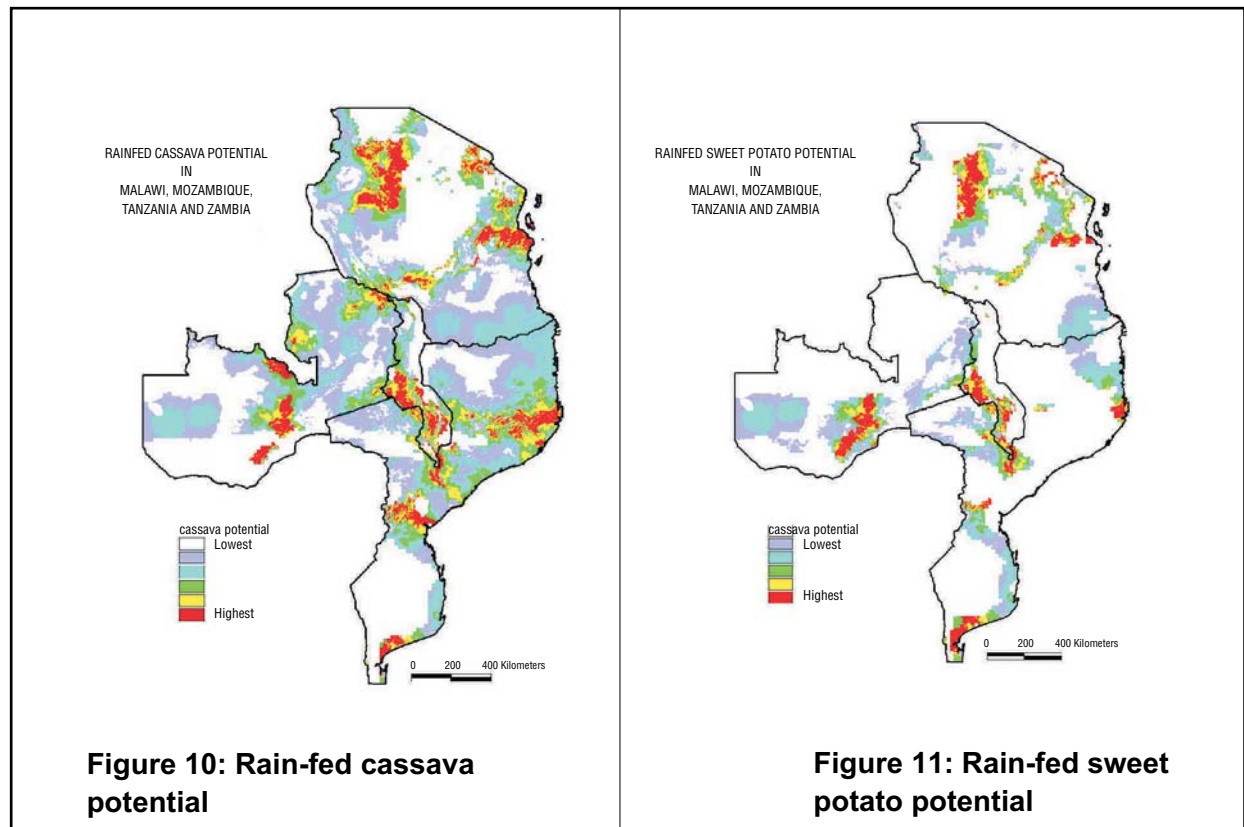 RAINFED CASSAVA POTENTIAL
IN
MALAWI, MOZAMBIQUE,
TANZANIA AND ZAMBIA
cassava potential
Lowest
Highest
0 200 400 Kilometers
Figure 10: Rain-fed cassava
potential
RAINFED SWEET POTATO POTENTIAL
IN
MALAWI, MOZAMBIQUE,
TANZANIA AND ZAMBIA
cassava potential
Lowest
Highest
0 200 400 Kilometers
Figure 11: Rain-fed sweet
potato potential